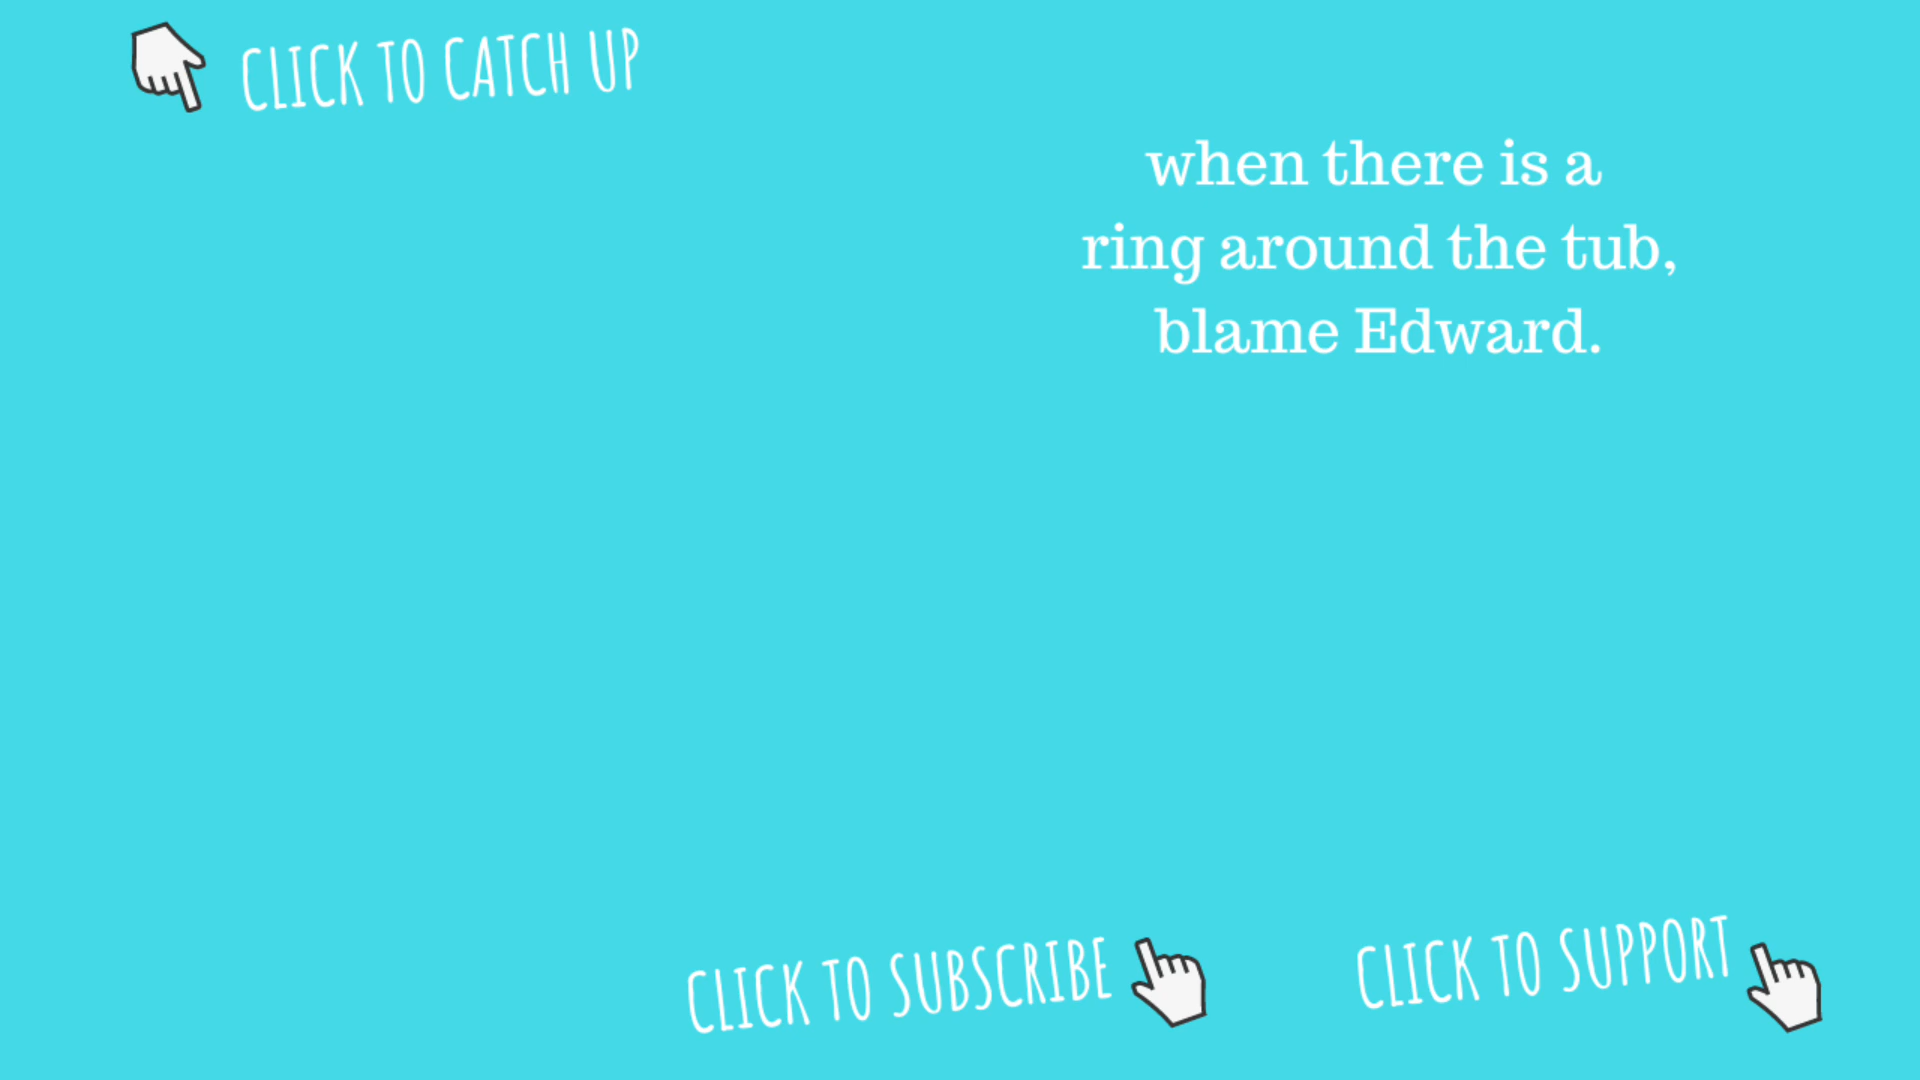 CLICK TO CATCH UP
when there is a
ring around the tub,
blame Edward.
CLICK TO SUBSCRIBE
CLICK TO SUPPORT